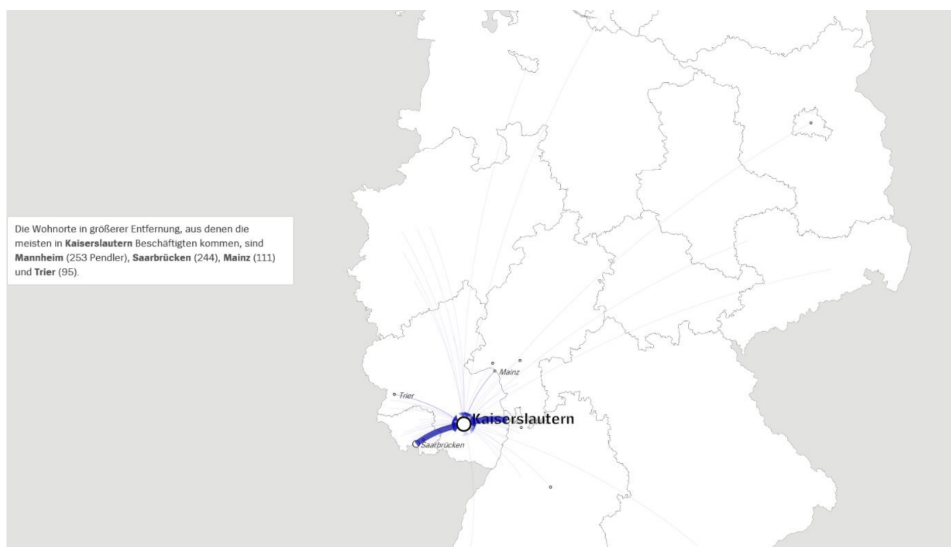 Die Wohnorte in größerer Entfernung, aus denen die
meisten in Kaiserslautern Beschäftigten kommen, sind
Mannheim (253 Pendler), Saarbrücken (244), Mainz (111)
und Trier (95).
Mainz
Trier
Kaiserslautern
Saarbrücken